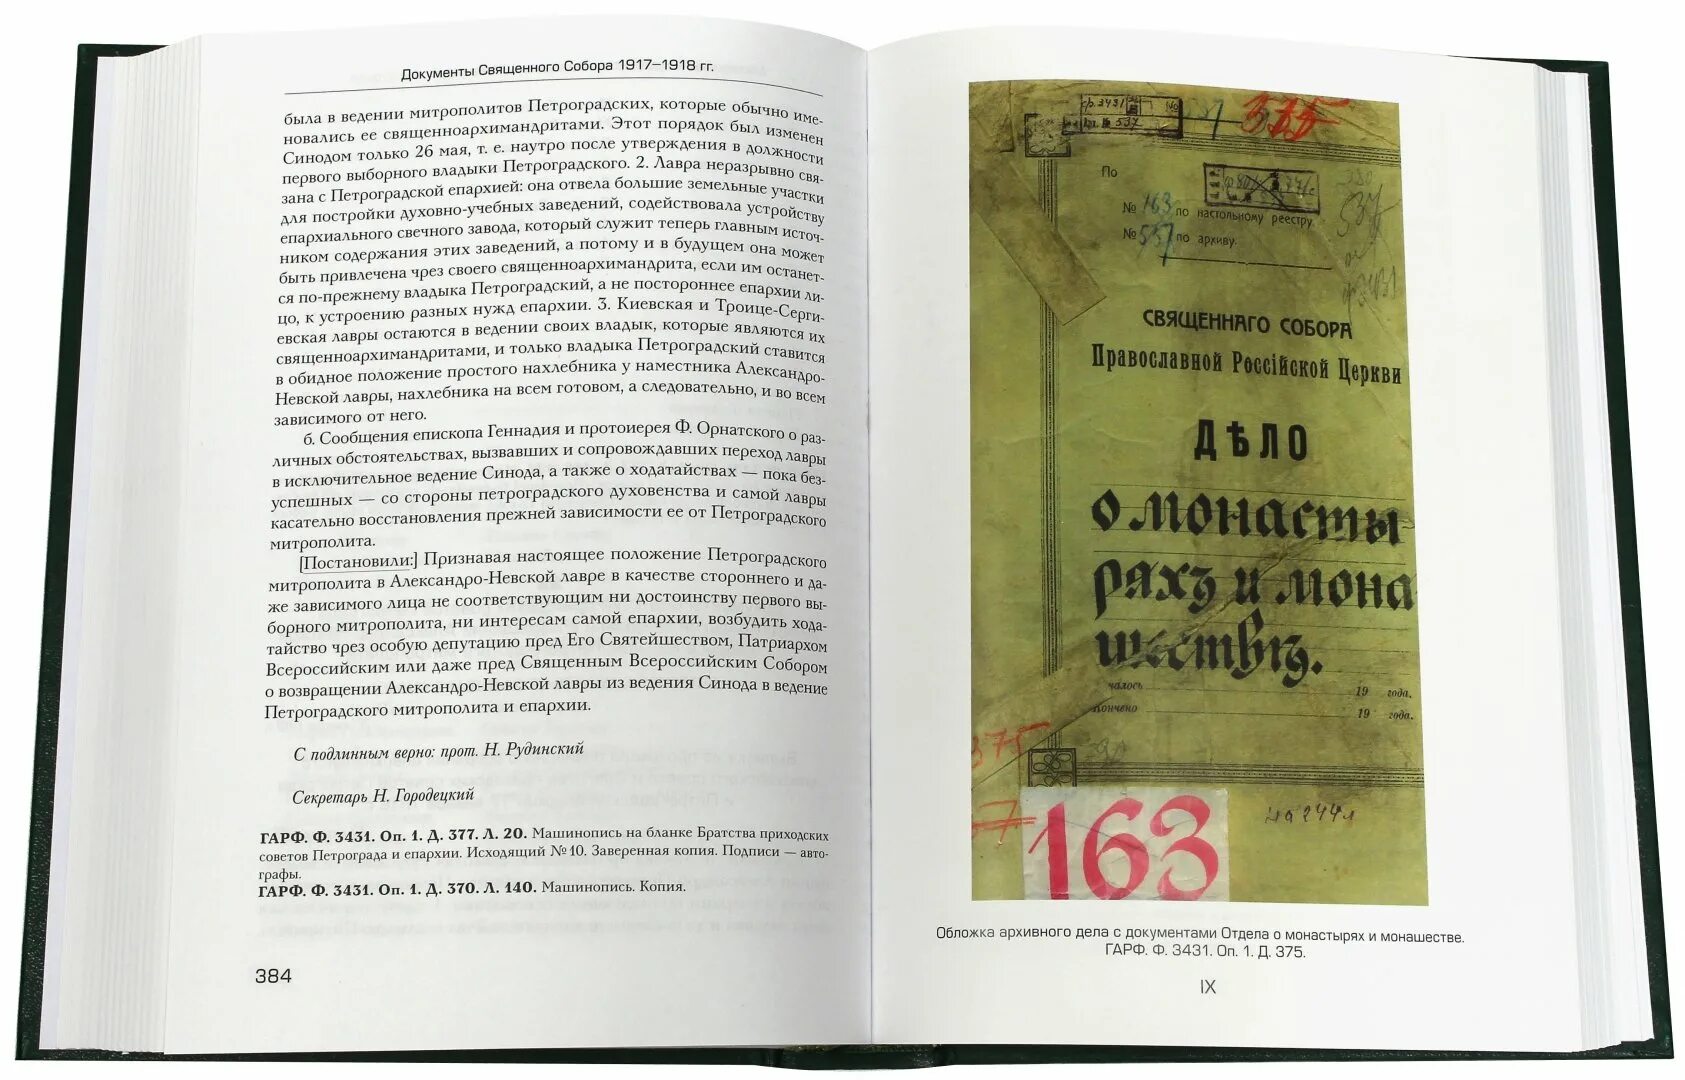 Документы Священного Собора 1917–1918 гг.
была в ведении митрополитов Петроградских, которые обычно име-
новались ее священноархимандритами. Этот порядок был изменен
Синодом только 26 мая, т. е. наутро после утверждения в должности
первого выборного владыки Петроградского. 2. Лавра неразрывно свя-
зана с Петроградской епархией: она отвела большие земельные участки
для постройки духовно-учебных заведений, содействовала устройству
епархиального свечного завода, который служит теперь главным источ-
ником содержания этих заведений, а потому и в будущем она может
быть привлечена чрез своего священноархимандрита, если им останет-
ся по-прежнему владыка Петроградский, а не постороннее епархии ли-
цо, к устроению разных нужд епархии. 3. Киевская и Троице-Серги-
евская лавры остаются в ведении своих владык, которые являются их
священноархимандритами, и только владыка Петроградский ставится
в обидное положение простого нахлебника у наместника Александро-
Невской лавры, нахлебника на всем готовом, а следовательно, и во всем
зависимого от него.
б. Сообщения епископа Геннадия и протоиерея Ф. Орнатского о раз-
личных обстоятельствах, вызвавших и сопровождавших переход лавры
в исключительное ведение Синода, а также о ходатайствах — пока без-
успешных — со стороны петроградского духовенства и самой лавры
касательно восстановления прежней зависимости ее от Петроградского
митрополита.
[Постановили:] Признавая настоящее положение Петроградского
митрополита в Александро-Невской лавре в качестве стороннего и да-
же зависимого лица не соответствующим ни достоинству первого вы-
борного митрополита, ни интересам самой епархии, возбудить хода-
тайство чрез особую депутацию пред Его Святейшеством, Патриархом
Всероссийским или даже пред Священным Всероссийским Собором
о возвращении Александро-Невской лавры из ведения Синода в ведение
Петроградского митрополита и епархии.
С подлинным верно: прот. Н. Рудинский
Секретарь Н. Городецкий
ГАРФ. Ф. 3431. Оп. 1. Д. 377. Л. 20. Машинопись на бланке Братства приходских
советов Петрограда и епархии. Исходящий №10. Заверенная копия. Подписи — авто-
графы.
ГАРФ. Ф. 3431. Оп. 1. Д. 370. Л. 140. Машинопись. Копия.
384
ср. 3431 №
537
375
По
№ 163 по настольному реестру
№ 537 по архиву.
537
СВЯЩЕННАГО СОБОРА
Православной Россійской Церкви
ДѢЛО
о монасты
ряхъ и мона
шествѣ.
чалось 19 года.
Кончено 19 года.
375
163
на 244 л
Обложка архивного дела с документами Отдела о монастырях и монашестве.
ГАРФ. Ф. 3431. Оп. 1. Д. 375.
IX